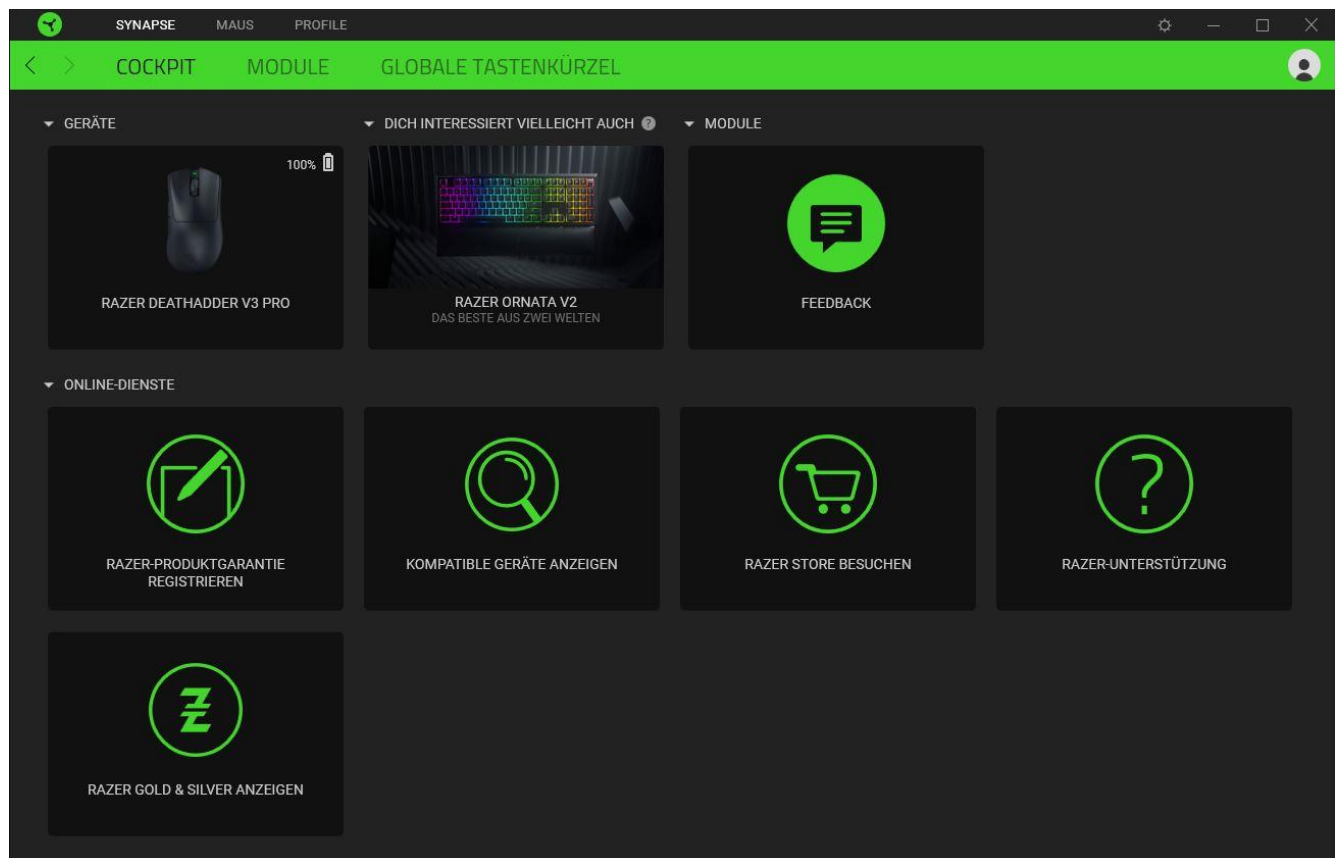 SYNAPSE MAUS PROFILE
COCKPIT MODULE GLOBALE TASTENKÜRZEL
GERÄTE
DICH INTERESSIERT VIELLEICHT AUCH ?
MODULE
100%
RAZER DEATHADDER V3 PRO
RAZER ORNATA V2
DAS BESTE AUS ZWEI WELTEN
FEEDBACK
ONLINE-DIENSTE
RAZER-PRODUKTGARANTIE
REGISTRIEREN
KOMPATIBLE GERÄTE ANZEIGEN
RAZER STORE BESUCHEN
?
RAZER-UNTERSTÜTZUNG
RAZER GOLD & SILVER ANZEIGEN